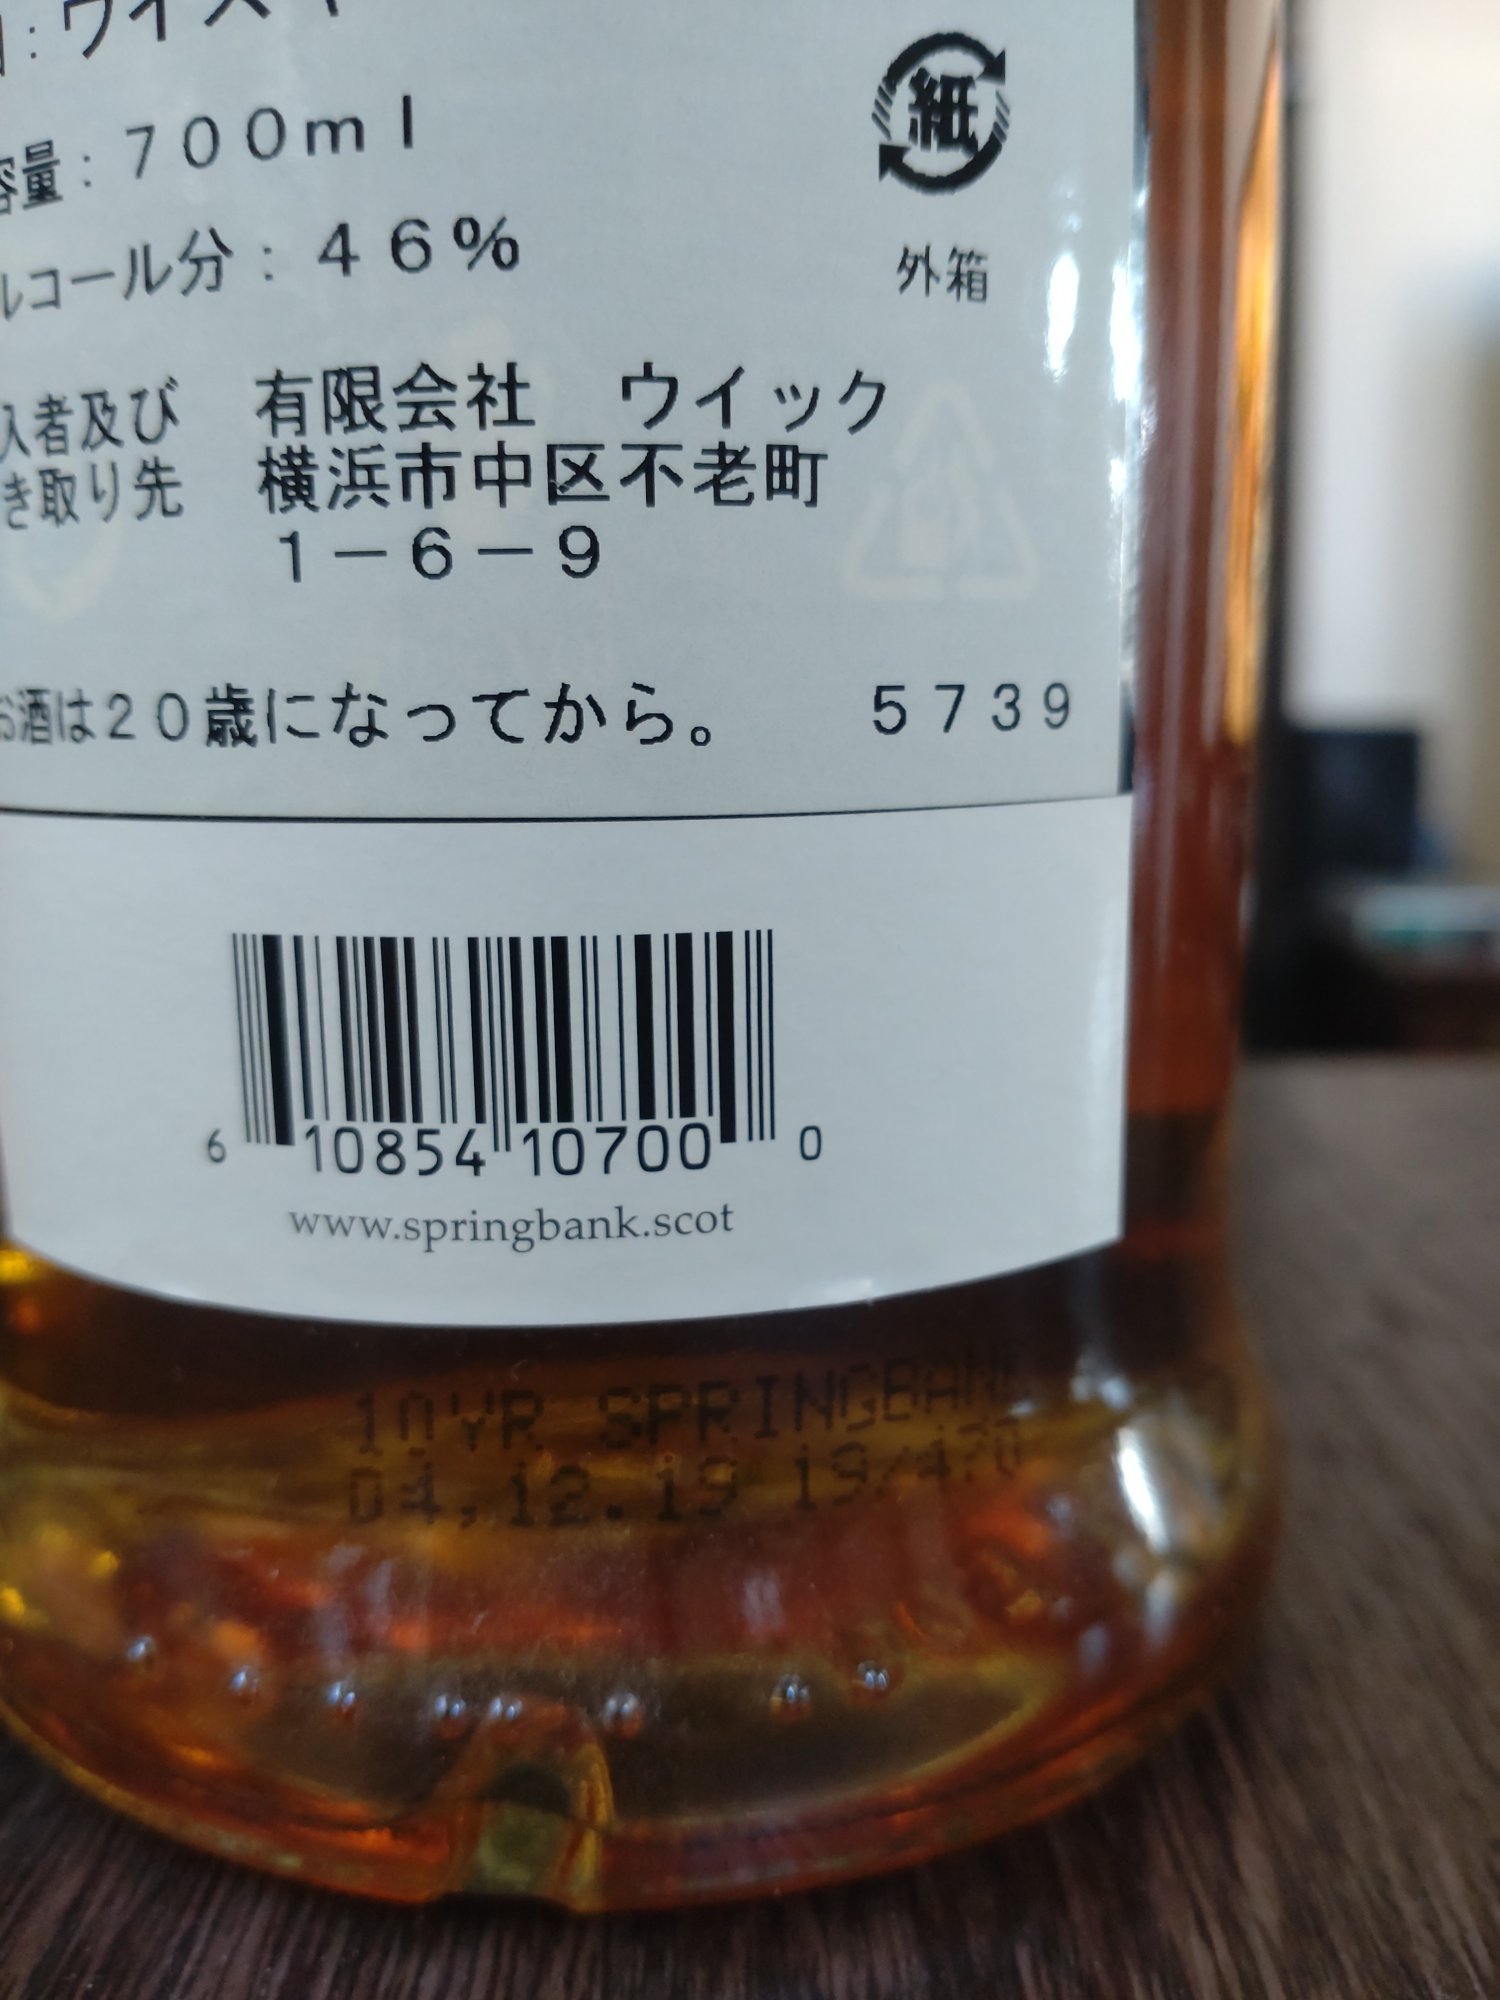 : ウイスキー
容量: 700ml
ルコール分: 46%
紙
外箱
入者及び 有限会社 ウイック
き取り先 横浜市中区不老町
1-6-9
お酒は20歳になってから。 5739
6 10854 10700 0
www.springbank.scot
10YR SPRINGBANK
04.12.19 19/470